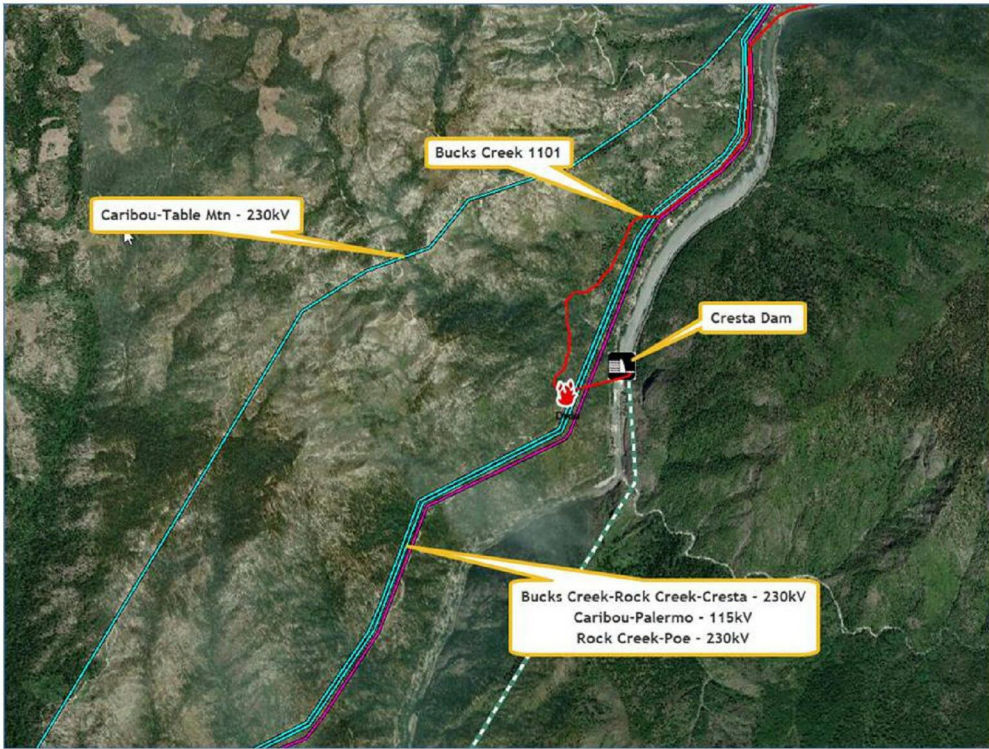 Bucks Creek 1101
Caribou-Table Mtn - 230kV
Cresta Dam
Bucks Creek-Rock Creek-Cresta - 230kV
Caribou-Palermo - 115kV
Rock Creek-Poe - 230kV